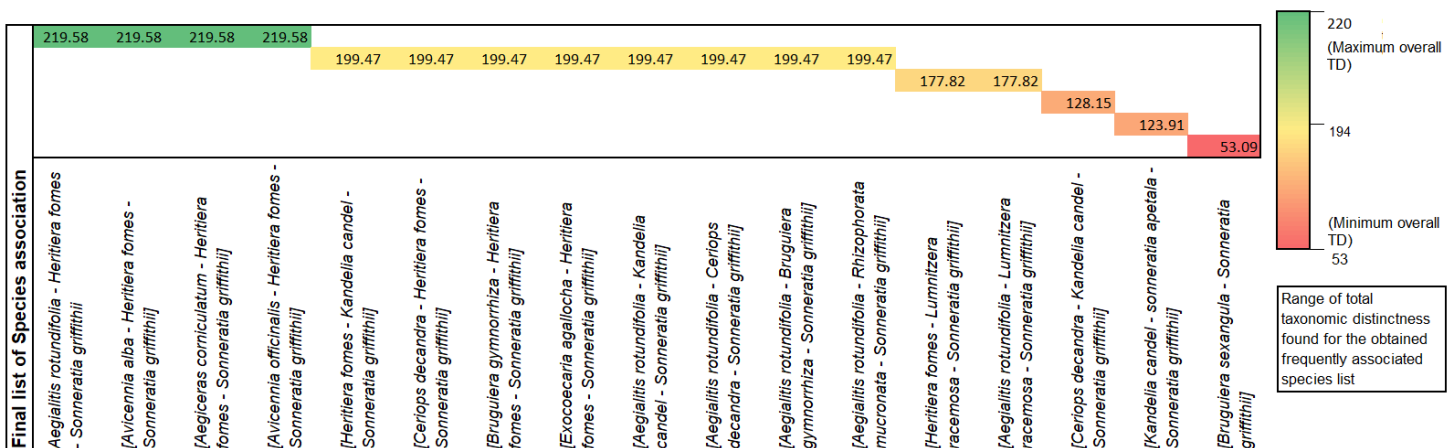 219.58 219.58 219.58 219.58
199.47 199.47 199.47 199.47 199.47 199.47 199.47 199.47
177.82 177.82
128.15
123.91
53.09
Final list of Species association
Aegialitis rotundifolia - Heritiera fomes
- Sonneratia griffithii
[Avicennia alba - Heritiera fomes -
Sonneratia griffithii]
[Aegiceras corniculatum - Heritiera
fomes - Sonneratia griffithii]
[Avicennia officinalis - Heritiera fomes -
Sonneratia griffithii]
[Heritiera fomes - Kandelia candel -
Sonneratia griffithii]
[Ceriops decandra - Heritiera fomes -
Sonneratia griffithii]
[Bruguiera gymnorrhiza - Heritiera
fomes - Sonneratia griffithii]
[Exocoecaria agallocha - Heritiera
fomes - Sonneratia griffithii]
[Aegialitis rotundifolia - Kandelia
candel - Sonneratia griffithii]
[Aegialitis rotundifolia - Ceriops
decandra - Sonneratia griffithii]
[Aegialitis rotundifolia - Bruguiera
gymnorrhiza - Sonneratia griffithii]
[Aegialitis rotundifolia - Rhizophorata
mucronata - Sonneratia griffithii]
[Heritiera fomes - Lumnitzera
racemosa - Sonneratia griffithii]
[Aegialitis rotundifolia - Lumnitzera
racemosa - Sonneratia griffithii]
[Ceriops decandra - Kandelia candel -
Sonneratia griffithii]
[Kandelia candel - sonneratia apetala -
Sonneratia griffithii]
[Bruguiera sexangula - Sonneratia
griffithii]
220
(Maximum overall
TD)
194
(Minimum overall
TD)
53
Range of total
taxonomic distinctness
found for the obtained
frequently associated
species list